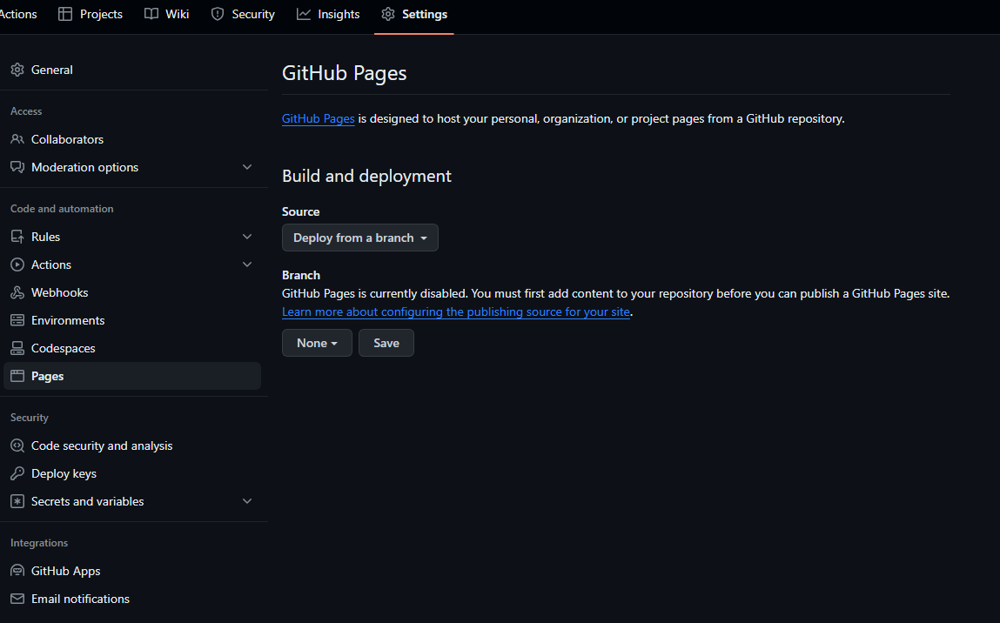 Actions Projects Wiki Security Insights Settings
General
Access
Collaborators
Moderation options
Code and automation
Rules
Actions
Webhooks
Environments
Codespaces
Pages
Security
Code security and analysis
Deploy keys
Secrets and variables
Integrations
GitHub Apps
Email notifications
GitHub Pages
GitHub Pages is designed to host your personal, organization, or project pages from a GitHub repository.
Build and deployment
Source
Deploy from a branch
Branch
GitHub Pages is currently disabled. You must first add content to your repository before you can publish a GitHub Pages site.
Learn more about configuring the publishing source for your site.
None Save